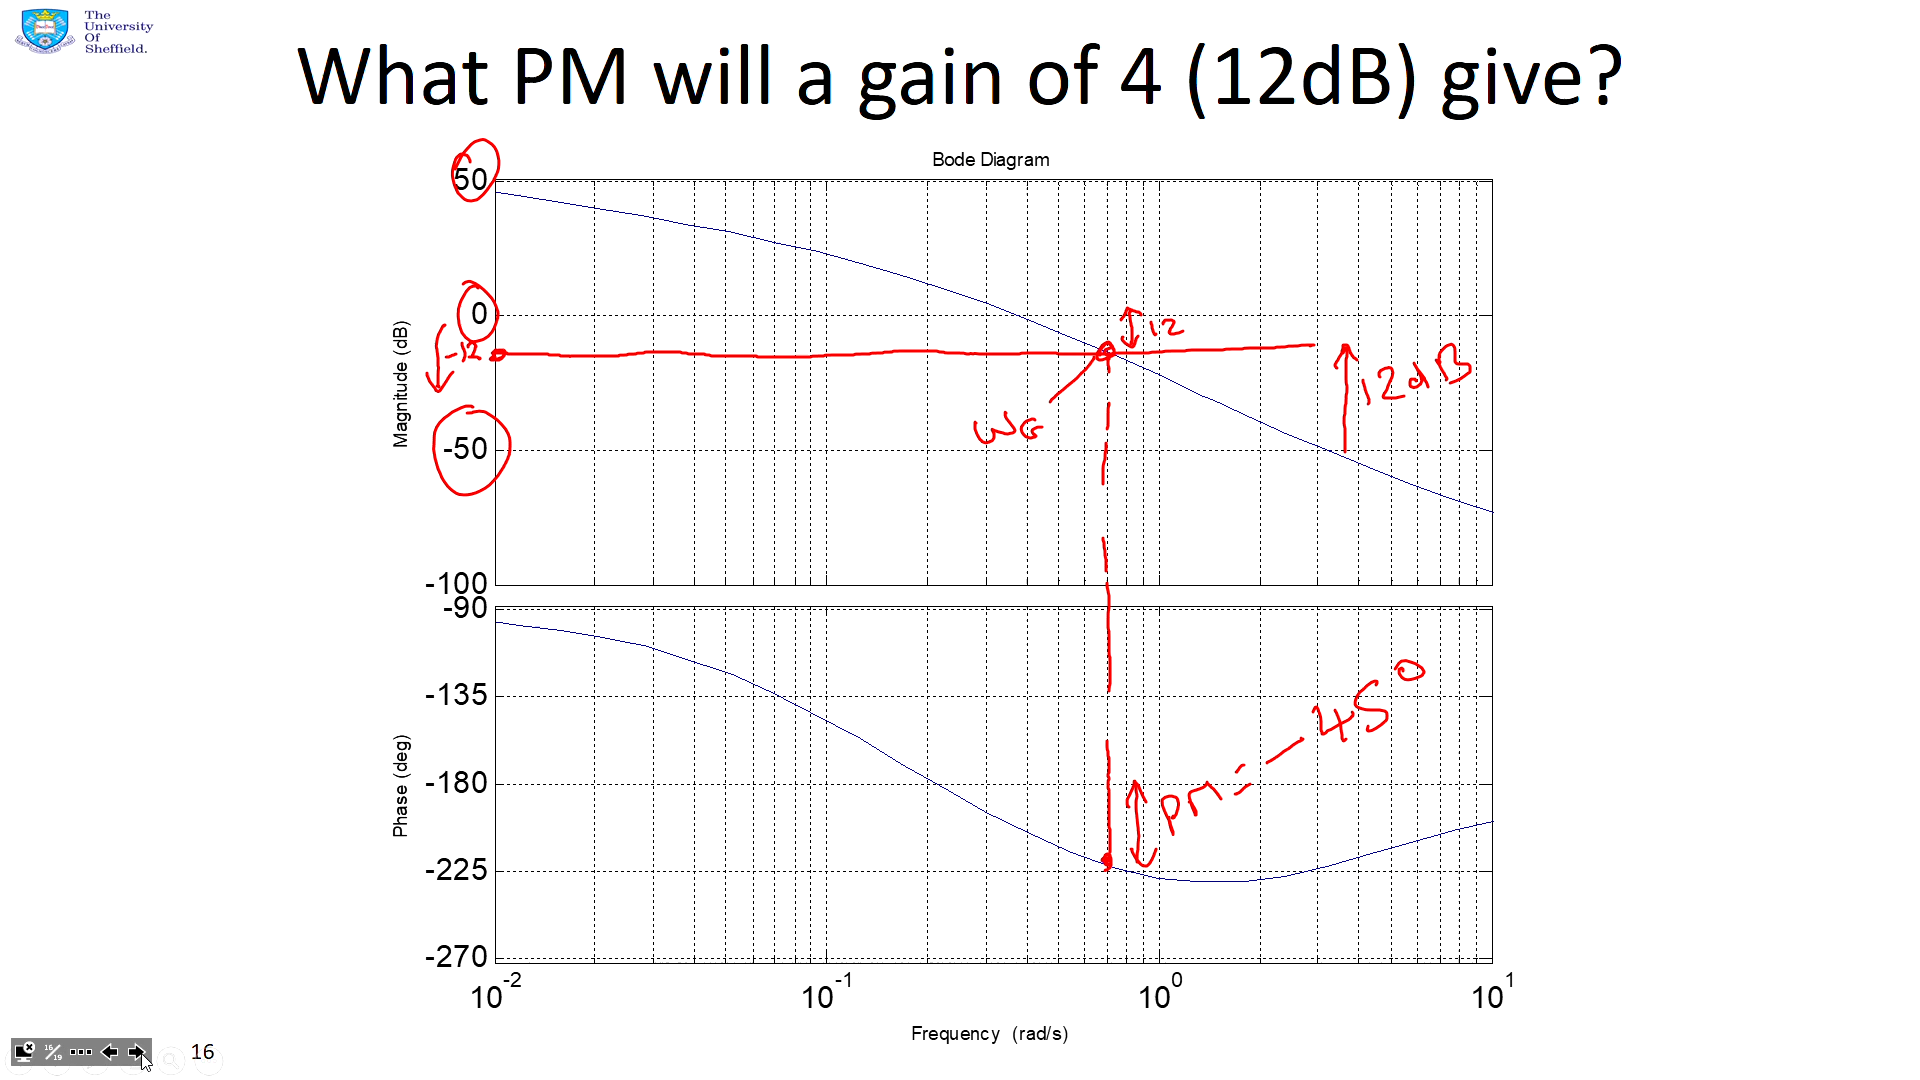 The
University
Of
Sheffield.
What PM will a gain of 4 (12dB) give?
Bode Diagram
50
0
-12
-50
-100
Magnitude (dB)
12
12dB
WG
-90
-135
-180
-225
-270
Phase (deg)
PM = -45°
10^-2 10^-1 10^0 10^1
Frequency (rad/s)
16/19
16